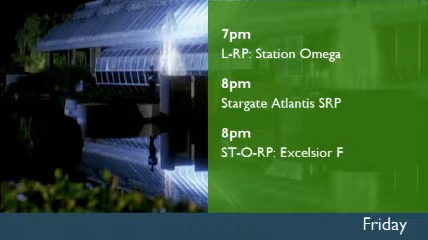 7pm
L-RP: Station Omega
8pm
Stargate Atlantis SRP
8pm
ST-O-RP: Excelsior F
Friday